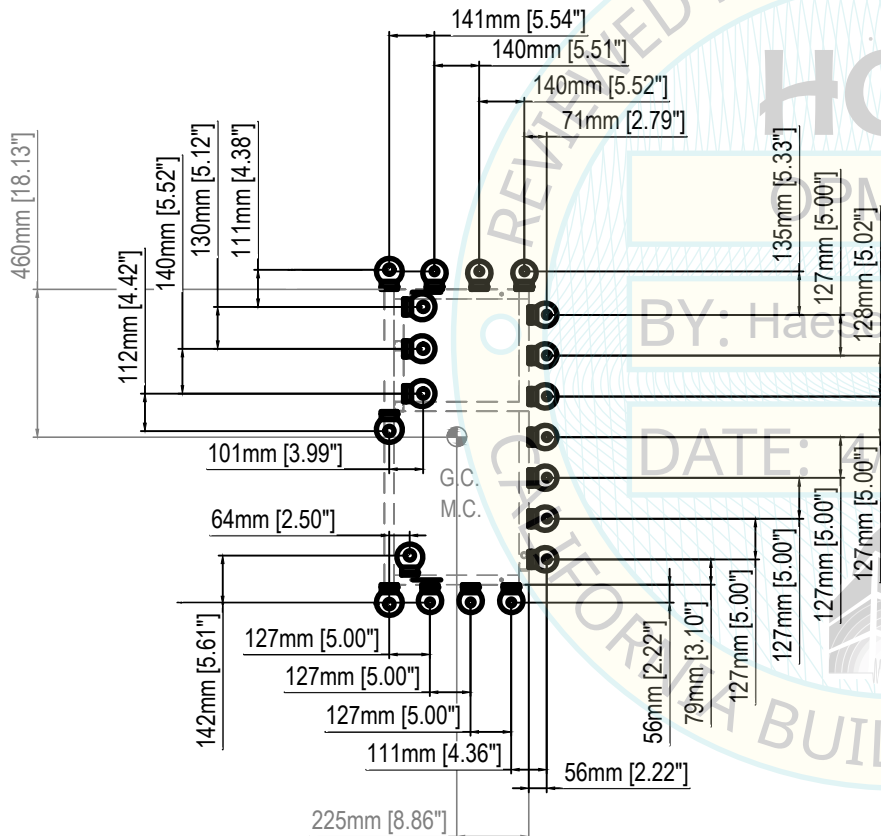 141mm [5.54"]
140mm [5.51"]
140mm [5.52"]
71mm [2.79"]
460mm [18.13"]
112mm [4.42"]
140mm [5.52"]
130mm [5.12"]
111mm [4.38"]
135mm [5.33"]
127mm [5.00"]
128mm [5.02"]
REVIEWED
OPM
BY: Haess
DATE: 4/
CALIFORNIA BUIL
101mm [3.99"]
G.C.
M.C.
64mm [2.50"]
142mm [5.61"]
127mm [5.00"]
127mm [5.00"]
127mm [5.00"]
111mm [4.36"]
56mm [2.22"]
225mm [8.86"]
56mm [2.22"]
79mm [3.10"]
127mm [5.00"]
127mm [5.00"]
127mm [5.00"]
127mm [5.00"]